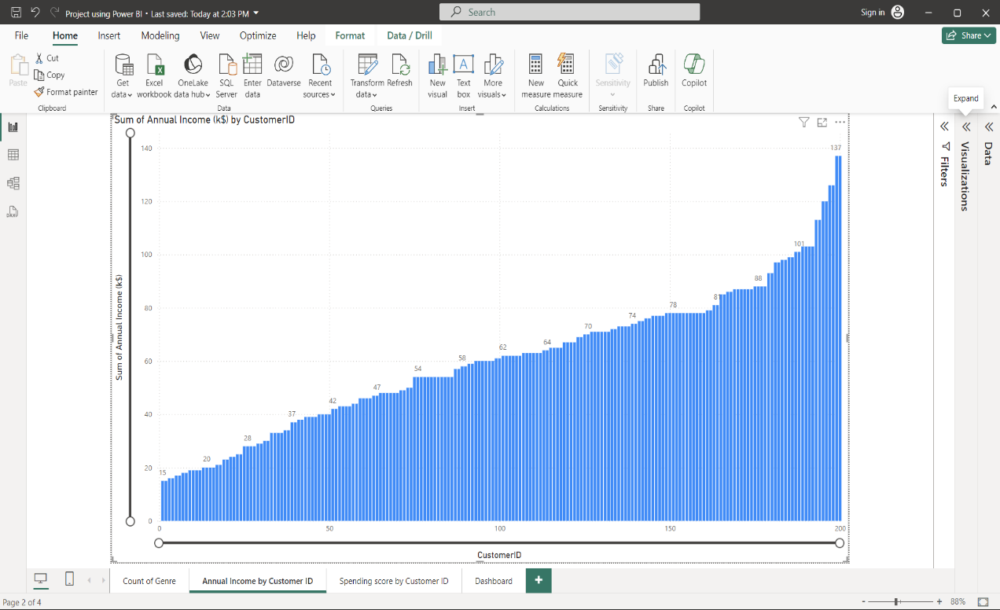 Project using Power BI • Last saved: Today at 2:03 PM
Search
Sign in
File Home Insert Modeling View Optimize Help Format Data / Drill
Share
Paste
Cut
Copy
Format painter
Clipboard
Get data
Excel workbook
OneLake data hub
SQL Server
Enter data
Dataverse
Recent sources
Data
Transform data
Refresh
Queries
New visual
Text box
A
More visuals
Insert
New measure
Quick measure
Calculations
Sensitivity
Sensitivity
Publish
Share
Copilot
Copilot
Expand
Sum of Annual Income (k$) by CustomerID
Filters
Visualizations
Data
DAX
Sum of Annual Income (k$)
140
120
100
80
60
40
20
0
15
20
28
37
42
47
54
58
62
64
70
74
78
81
88
101
137
0 50 100 150 200
CustomerID
Count of Genre
Annual Income by Customer ID
Spending score by Customer ID
Dashboard
+
Page 2 of 4
- + 88%